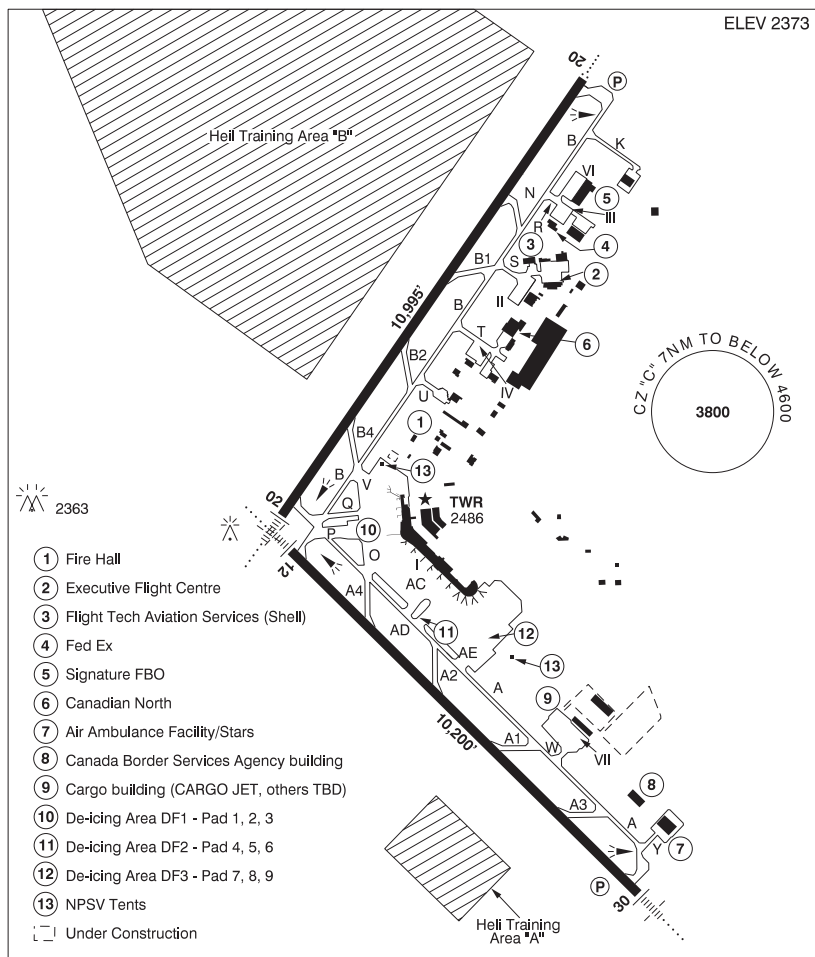 ELEV 2373
20
P
Heil Training Area "B"
B
K
VI
5
N
III
R
4
3
B1
S
2
10,995'
B
II
T
6
B2
IV
CZ "C" 7NM TO BELOW 4600
3800
U
1
B4
13
B
V
02
2363
Q
TWR
2486
10
P
12
O
I
AC
A4
1 Fire Hall
2 Executive Flight Centre
3 Flight Tech Aviation Services (Shell)
4 Fed Ex
5 Signature FBO
6 Canadian North
7 Air Ambulance Facility/Stars
8 Canada Border Services Agency building
9 Cargo building (CARGO JET, others TBD)
10 De-icing Area DF1 - Pad 1, 2, 3
11 De-icing Area DF2 - Pad 4, 5, 6
12 De-icing Area DF3 - Pad 7, 8, 9
13 NPSV Tents
Under Construction
AD
11
12
AE
13
A2
A
9
10,200'
A1
W
VII
8
A3
A
Y
7
P
30
Heli Training
Area "A"